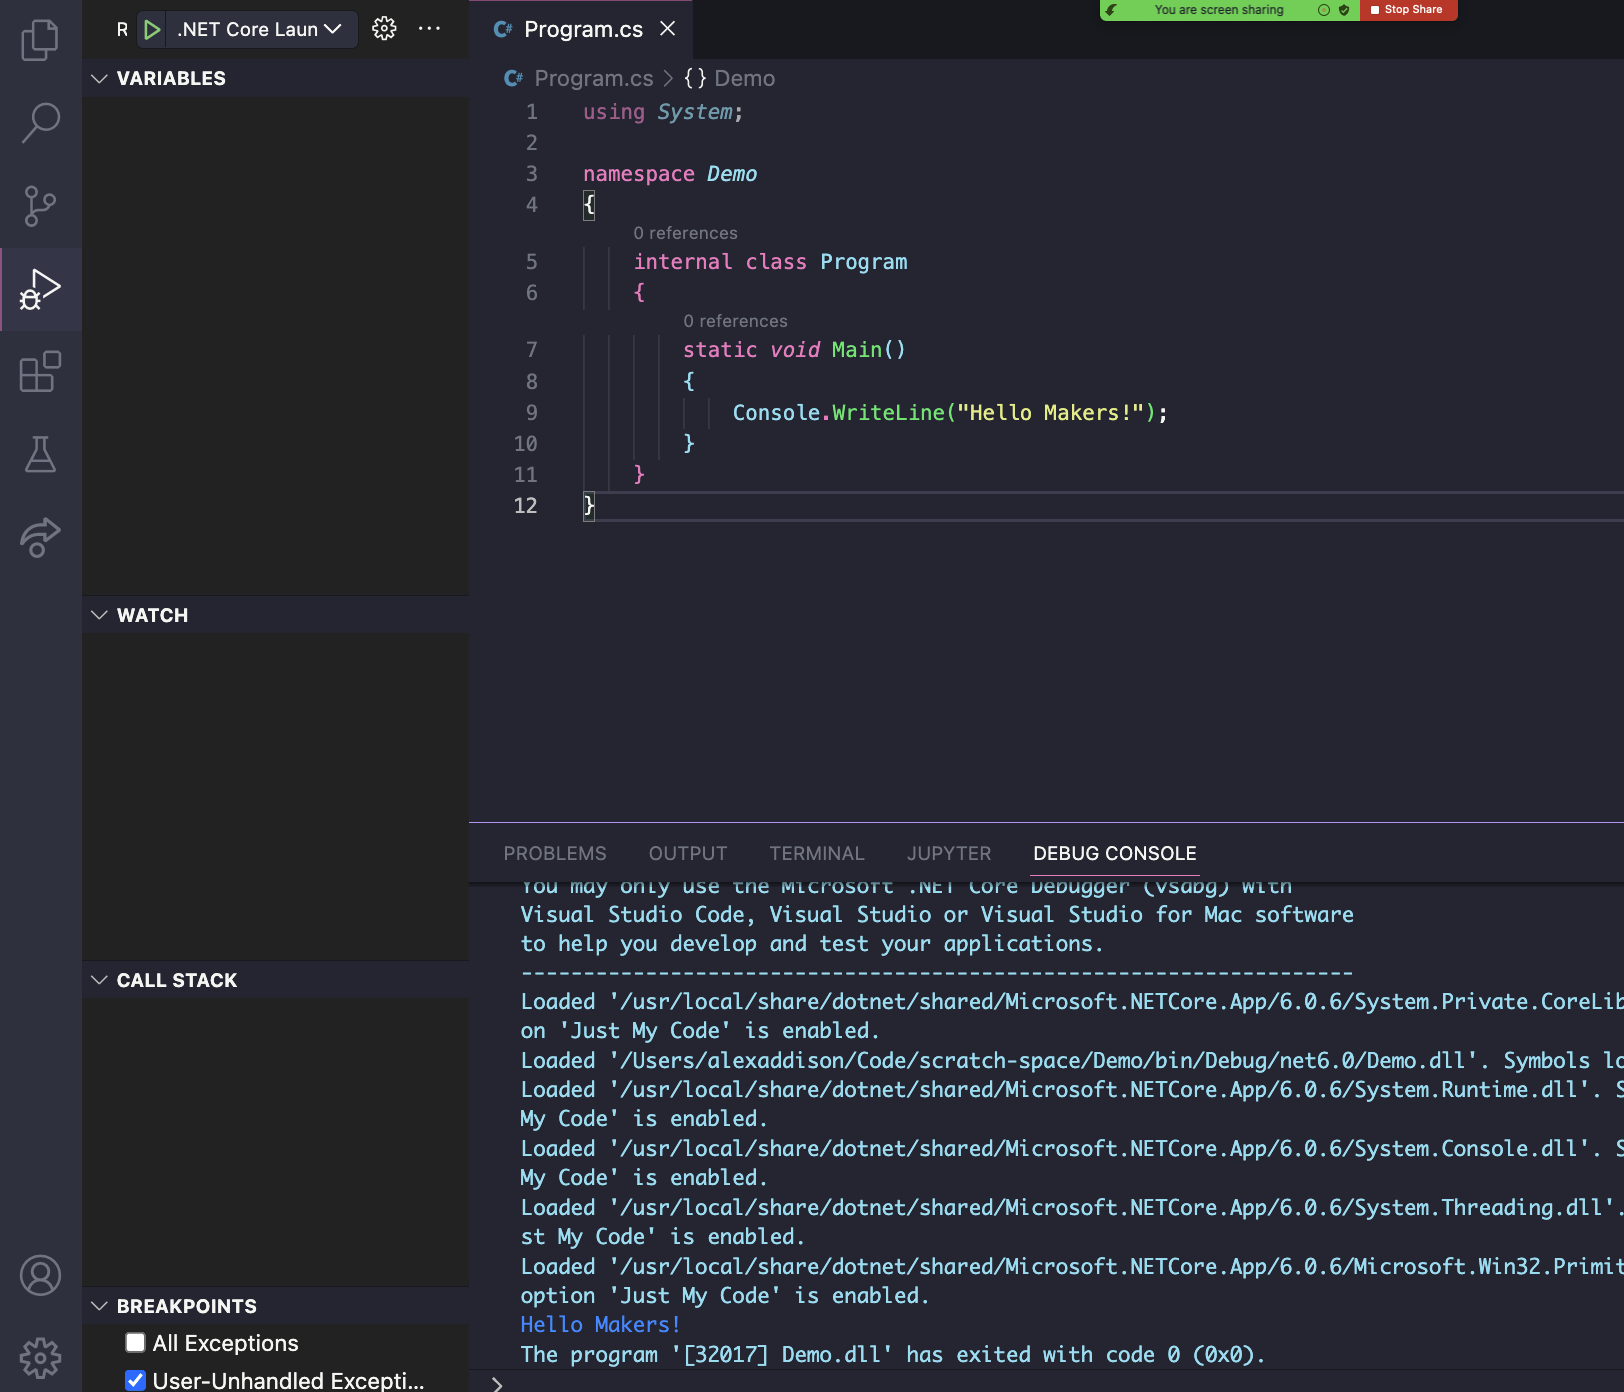 R .NET Core Laun
VARIABLES
WATCH
CALL STACK
BREAKPOINTS
All Exceptions
User-Unhandled Excepti...
C# Program.cs
You are screen sharing Stop Share
C# Program.cs > {} Demo
1 using System;
2
3 namespace Demo
4 {
0 references
5 internal class Program
6 {
0 references
7 static void Main()
8 {
9 Console.WriteLine("Hello Makers!");
10 }
11 }
12 }
PROBLEMS OUTPUT TERMINAL JUPYTER DEBUG CONSOLE
You may only use the Microsoft .NET Core Debugger (vsdbg) with
Visual Studio Code, Visual Studio or Visual Studio for Mac software
to help you develop and test your applications.
-------------------------------------------------------------------
Loaded '/usr/local/share/dotnet/shared/Microsoft.NETCore.App/6.0.6/System.Private.CoreLib
on 'Just My Code' is enabled.
Loaded '/Users/alexaddison/Code/scratch-space/Demo/bin/Debug/net6.0/Demo.dll'. Symbols lo
Loaded '/usr/local/share/dotnet/shared/Microsoft.NETCore.App/6.0.6/System.Runtime.dll'. S
My Code' is enabled.
Loaded '/usr/local/share/dotnet/shared/Microsoft.NETCore.App/6.0.6/System.Console.dll'. S
My Code' is enabled.
Loaded '/usr/local/share/dotnet/shared/Microsoft.NETCore.App/6.0.6/System.Threading.dll'.
st My Code' is enabled.
Loaded '/usr/local/share/dotnet/shared/Microsoft.NETCore.App/6.0.6/Microsoft.Win32.Primit
option 'Just My Code' is enabled.
Hello Makers!
The program '[32017] Demo.dll' has exited with code 0 (0x0).
>